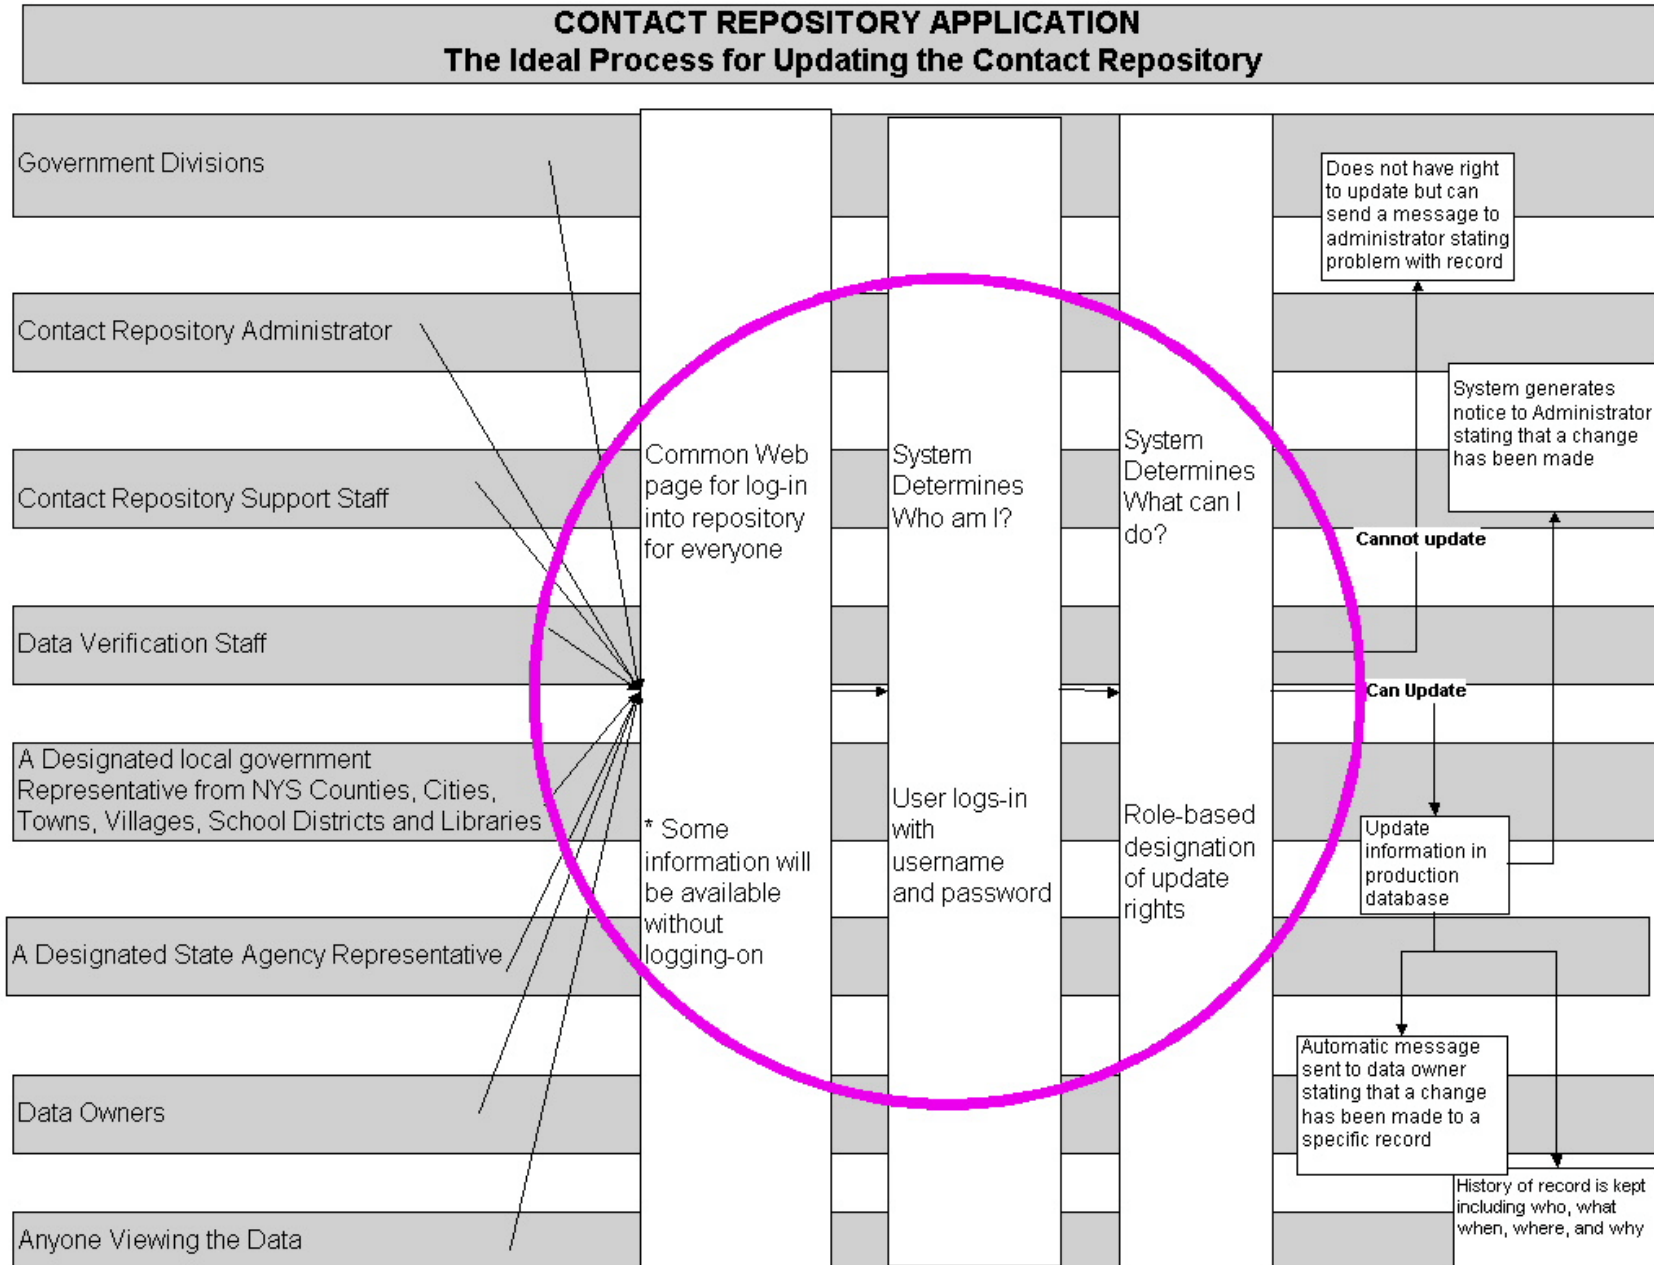 CONTACT REPOSITORY APPLICATION
The Ideal Process for Updating the Contact Repository
Government Divisions
Contact Repository Administrator
Contact Repository Support Staff
Data Verification Staff
A Designated local government
Representative from NYS Counties, Cities,
Towns, Villages, School Districts and Libraries
A Designated State Agency Representative
Data Owners
Anyone Viewing the Data
Common Web
page for log-in
into repository
for everyone
* Some
information will
be available
without
logging-on
System
Determines
Who am I?
User logs-in
with
username
and password
System
Determines
What can I
do?
Role-based
designation
of update
rights
Does not have right
to update but can
send a message to
administrator stating
problem with record
System generates
notice to Administrator
stating that a change
has been made
Cannot update
Can Update
Update
information in
production
database
Automatic message
sent to data owner
stating that a change
has been made to a
specific record
History of record is kept
including who, what
when, where, and why